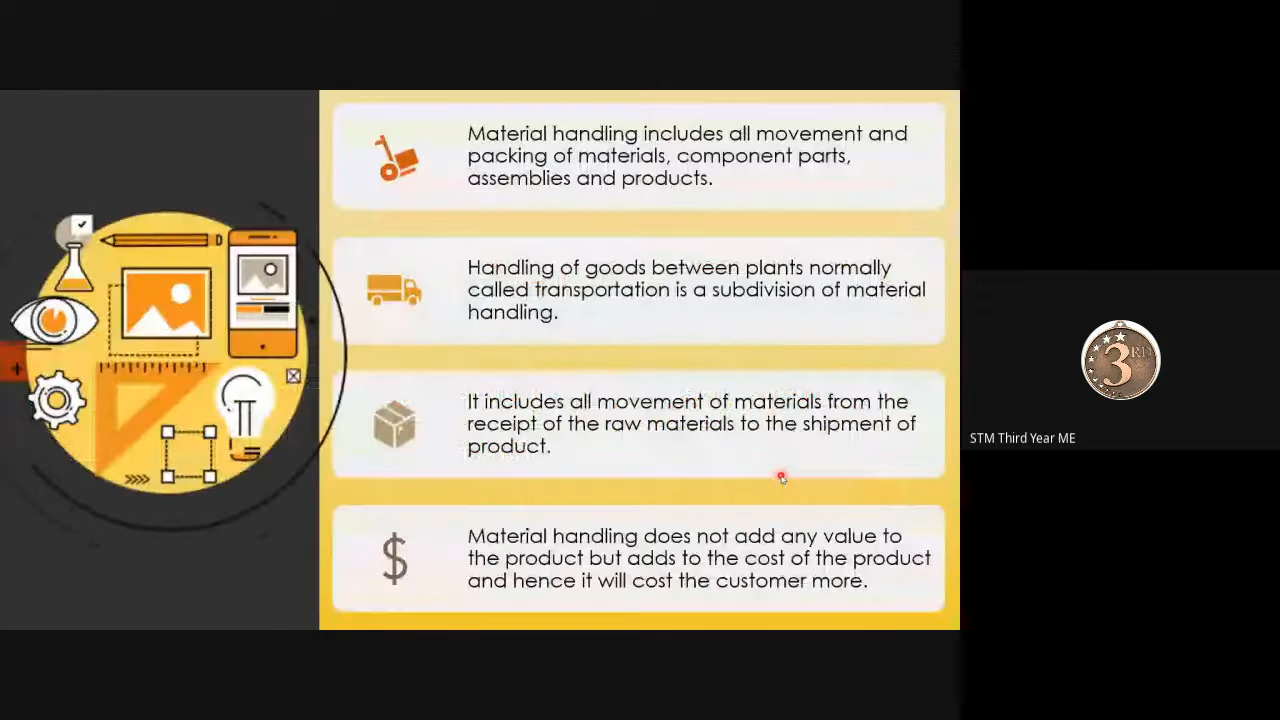 Material handling includes all movement and
packing of materials, component parts,
assemblies and products.
Handling of goods between plants normally
called transportation is a subdivision of material
handling.
It includes all movement of materials from the
receipt of the raw materials to the shipment of
product.
$
Material handling does not add any value to
the product but adds to the cost of the product
and hence it will cost the customer more.
3RD
STM Third Year ME